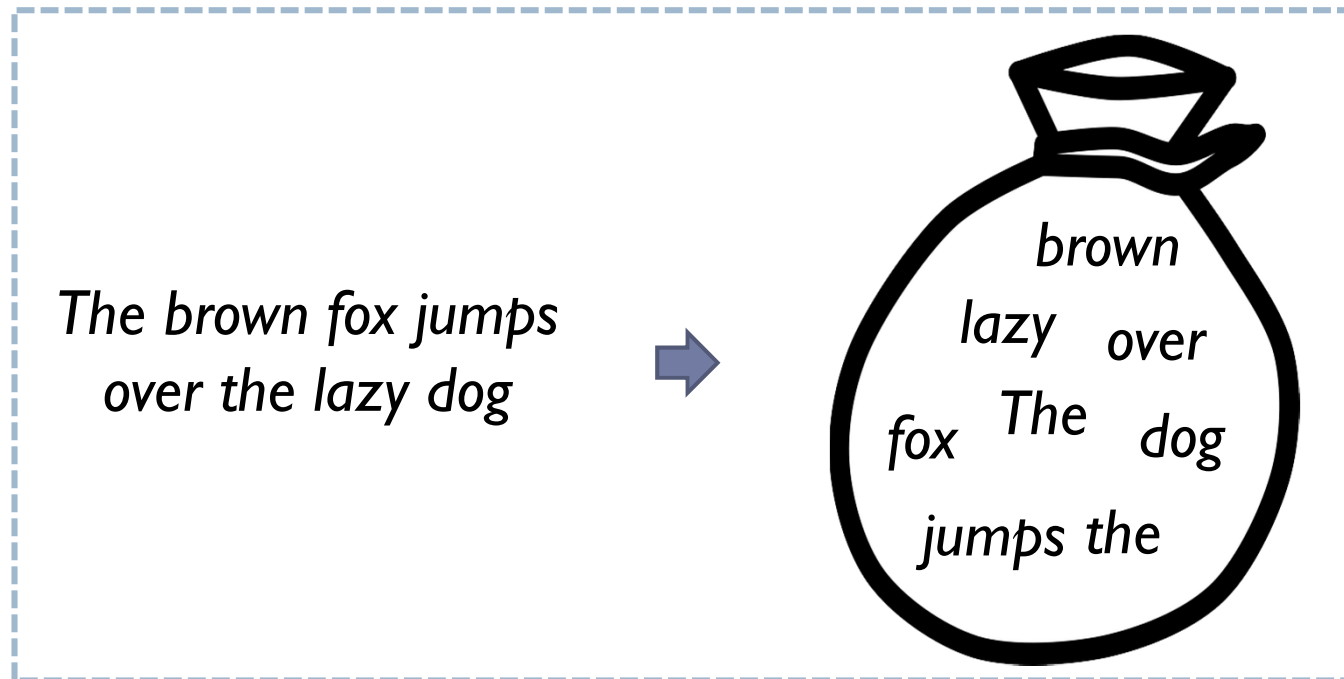 The brown fox jumps
over the lazy dog
brown
lazy over
fox The dog
jumps the